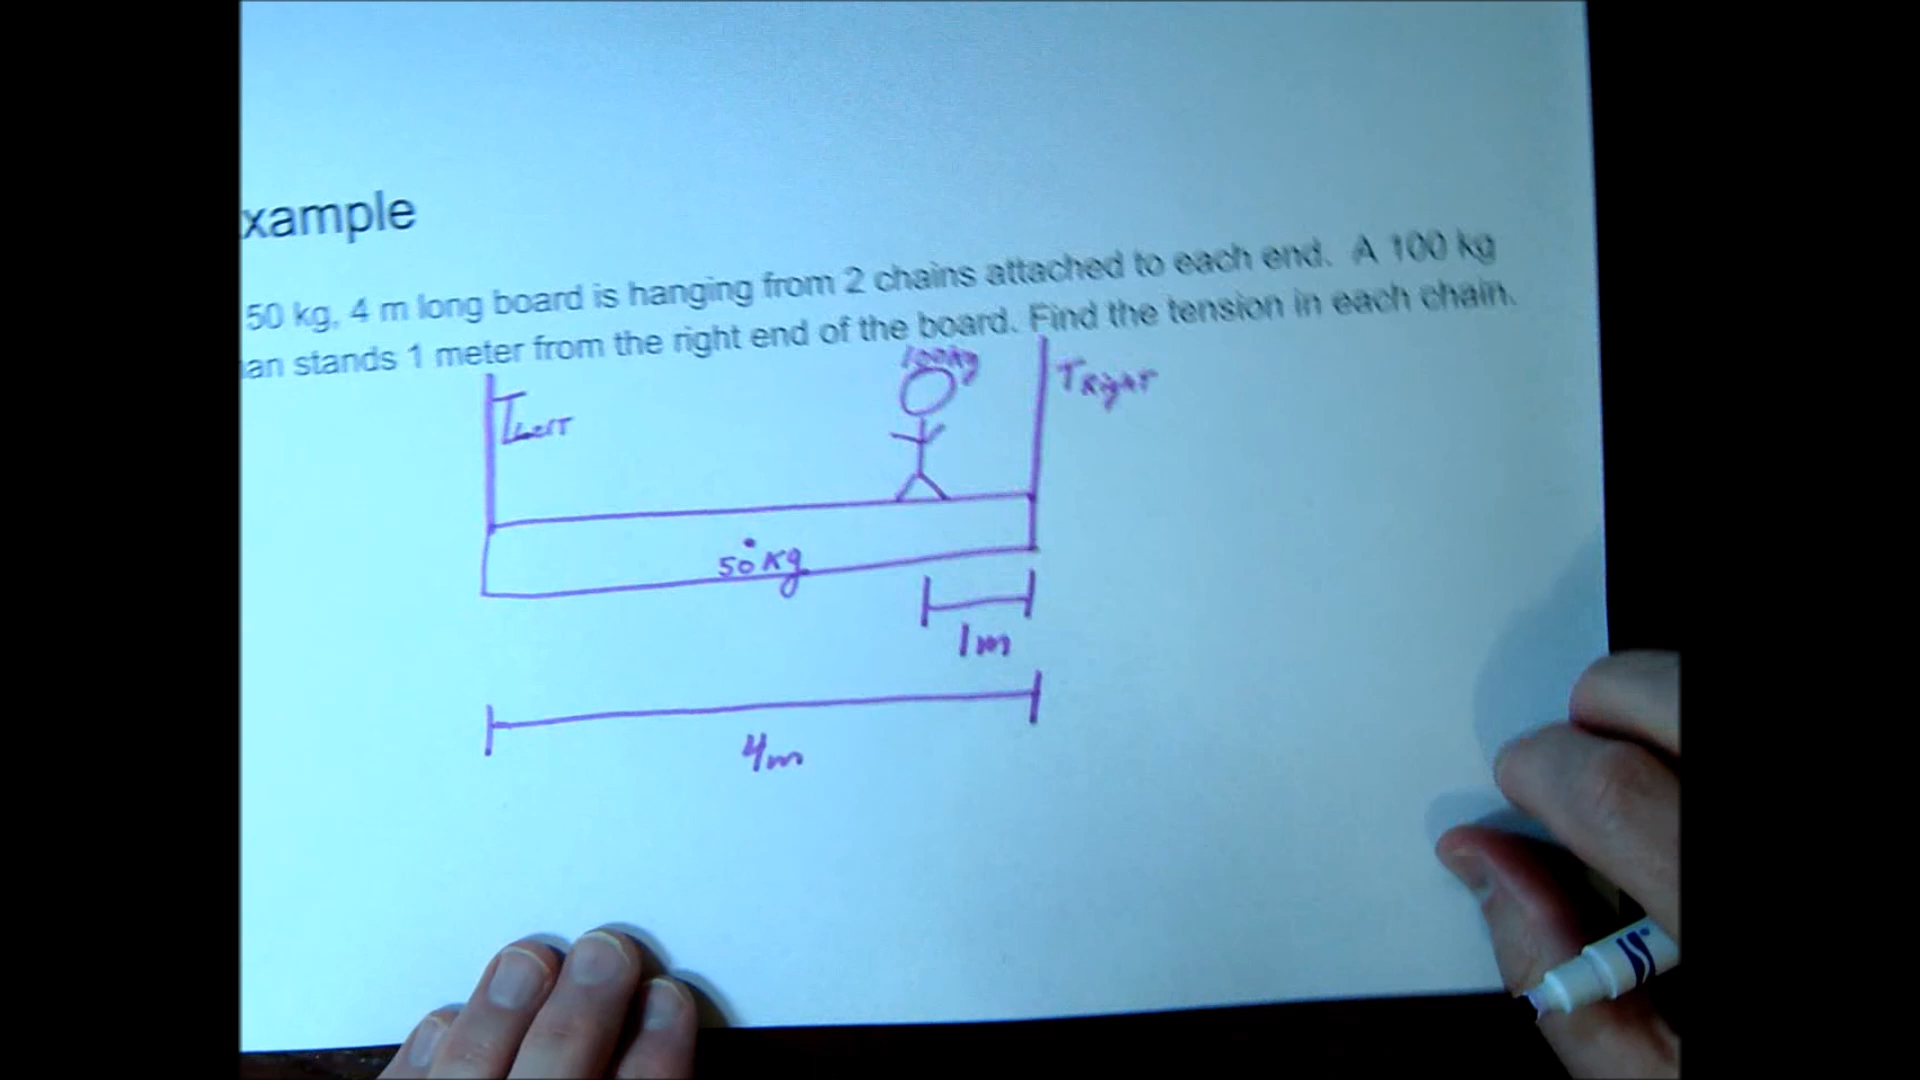 xample
50 kg, 4 m long board is hanging from 2 chains attached to each end. A 100 kg
an stands 1 meter from the right end of the board. Find the tension in each chain.
100kg
TRight
TLeft
50 kg
1m
4m